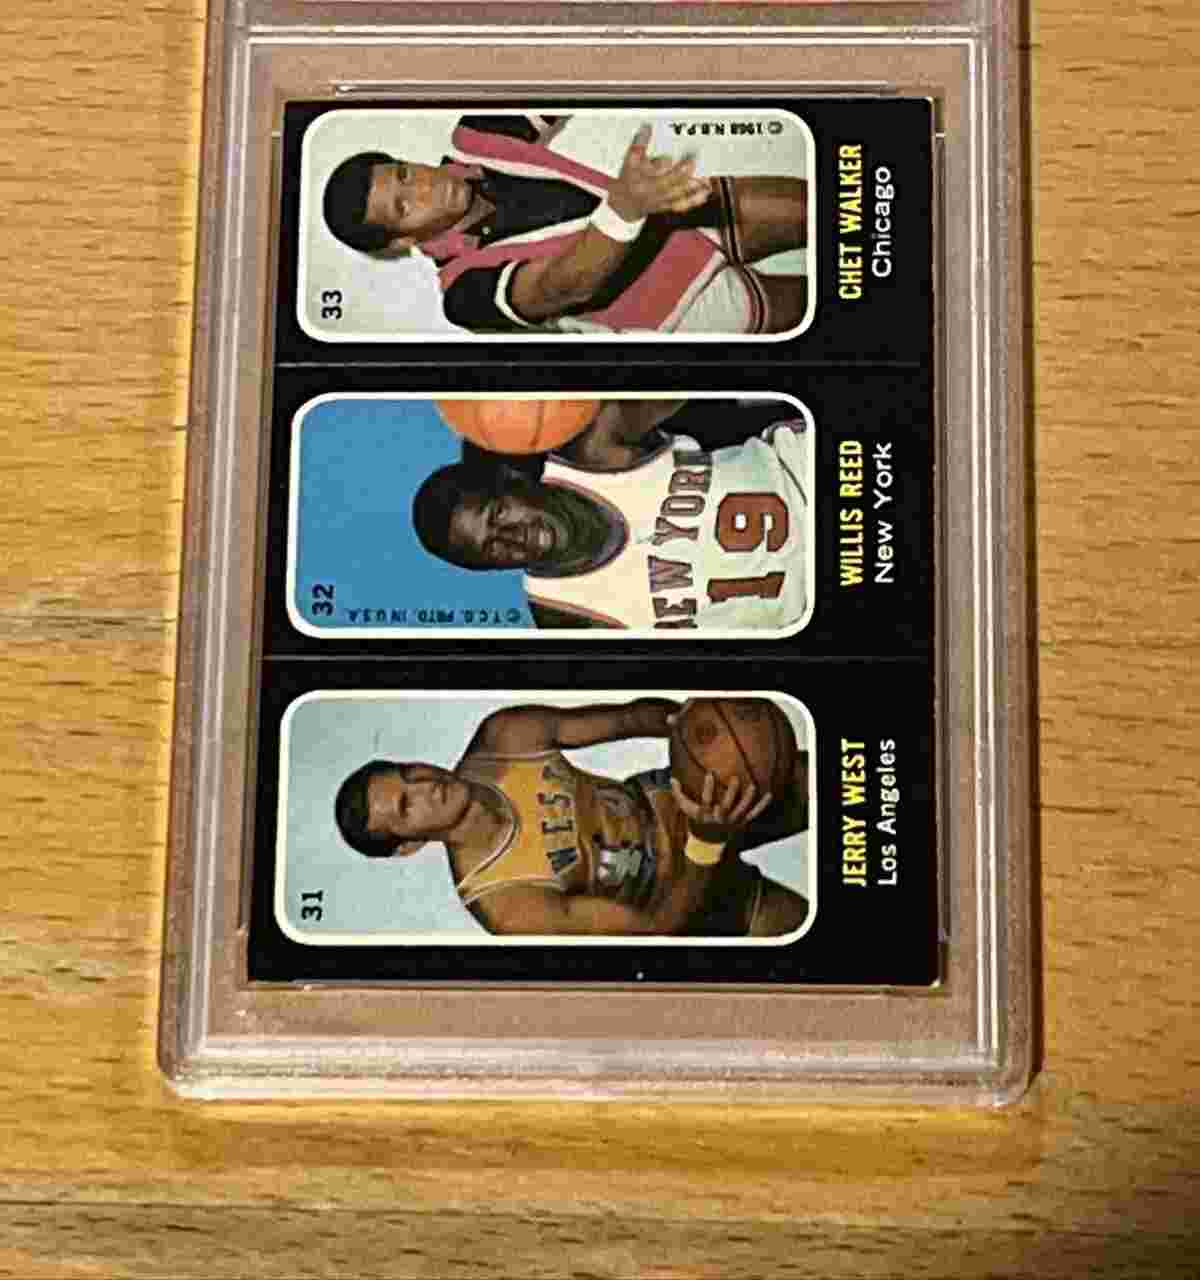 31
WEST
44
JERRY WEST
Los Angeles
32
© T.C.G. PRTD. IN U.S.A.
NEW YORK
19
WILLIS REED
New York
33
© 1968 N.B.P.A.
CHET WALKER
Chicago